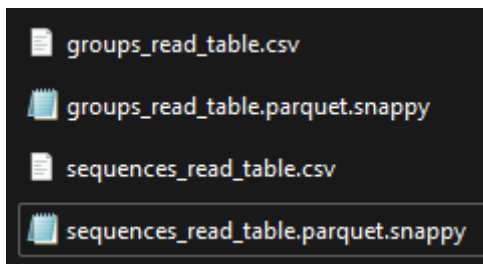 groups_read_table.csv
groups_read_table.parquet.snappy
sequences_read_table.csv
sequences_read_table.parquet.snappy